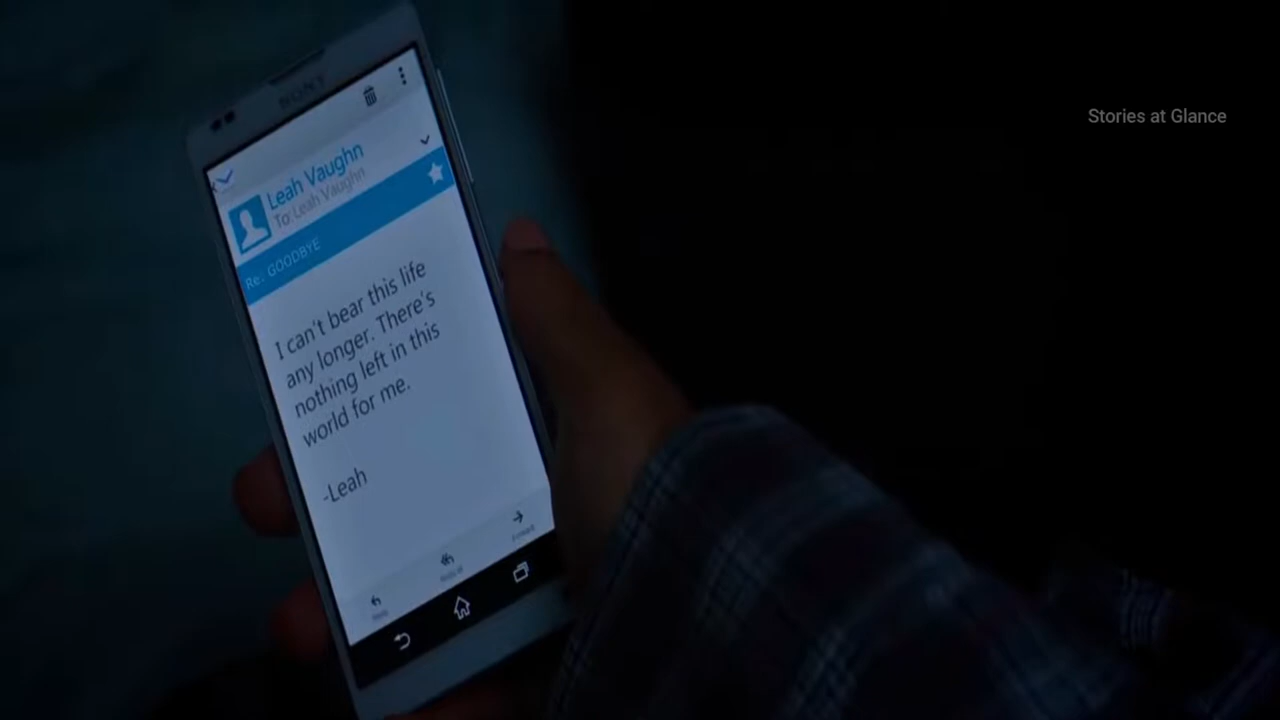 Stories at Glance
SONY
Leah Vaughn
To: Leah Vaughn
Re. GOODBYE
I can't bear this life
any longer. There's
nothing left in this
world for me.
-Leah